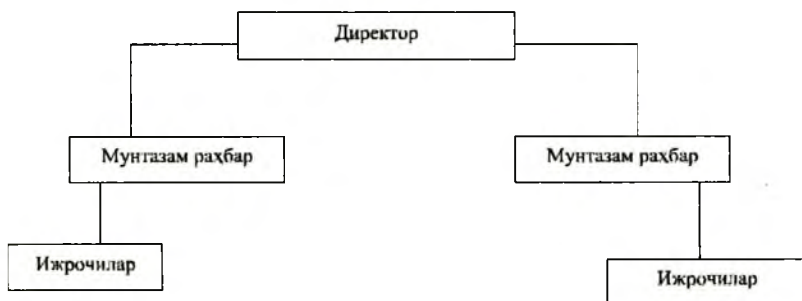 Директор
Мунтазам раҳбар
Мунтазам раҳбар
Ижрочилар
Ижрочилар